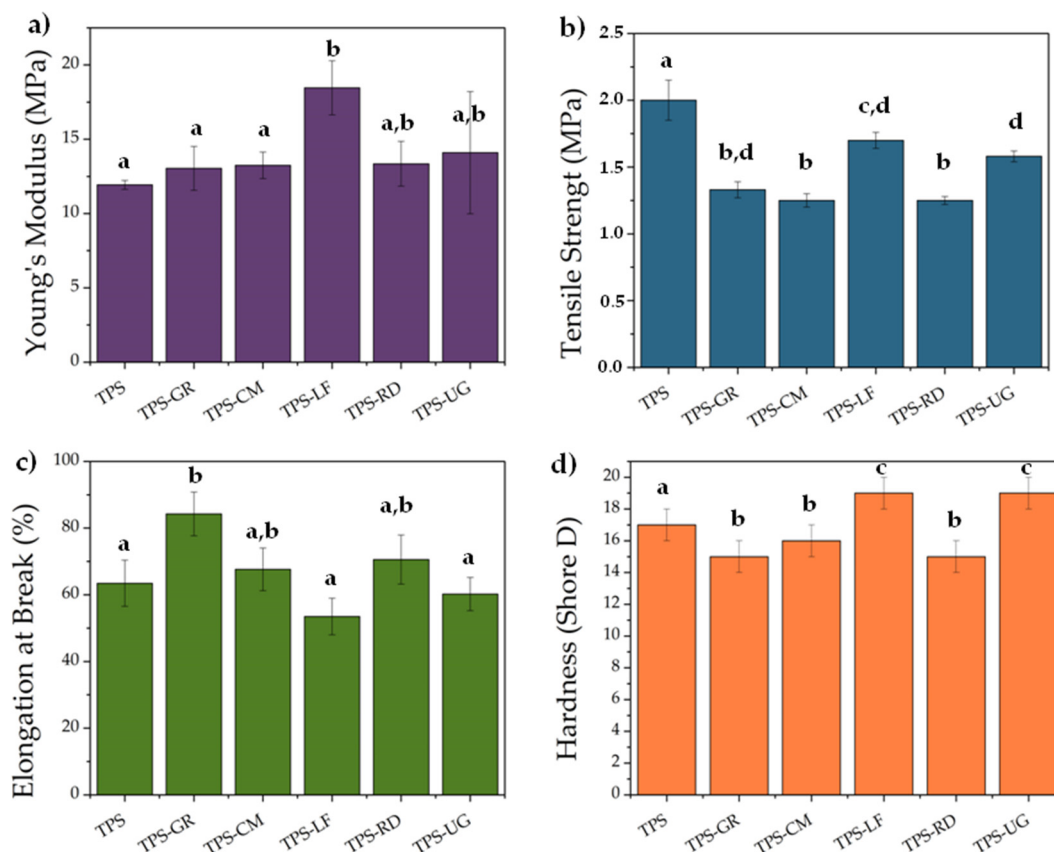 a)
Young's Modulus (MPa)
20
15
10
5
0
a
a
a
b
a,b
a,b
TPS
TPS-GR
TPS-CM
TPS-LF
TPS-RD
TPS-UG
b)
Tensile Strengt (MPa)
2.5
2.0
1.5
1.0
0.5
0.0
a
b,d
b
c,d
b
d
TPS
TPS-GR
TPS-CM
TPS-LF
TPS-RD
TPS-UG
c)
Elongation at Break (%)
100
80
60
40
20
0
a
b
a,b
a
a,b
a
TPS
TPS-GR
TPS-CM
TPS-LF
TPS-RD
TPS-UG
d)
Hardness (Shore D)
20
18
16
14
12
10
8
6
4
2
0
a
b
b
c
b
c
TPS
TPS-GR
TPS-CM
TPS-LF
TPS-RD
TPS-UG